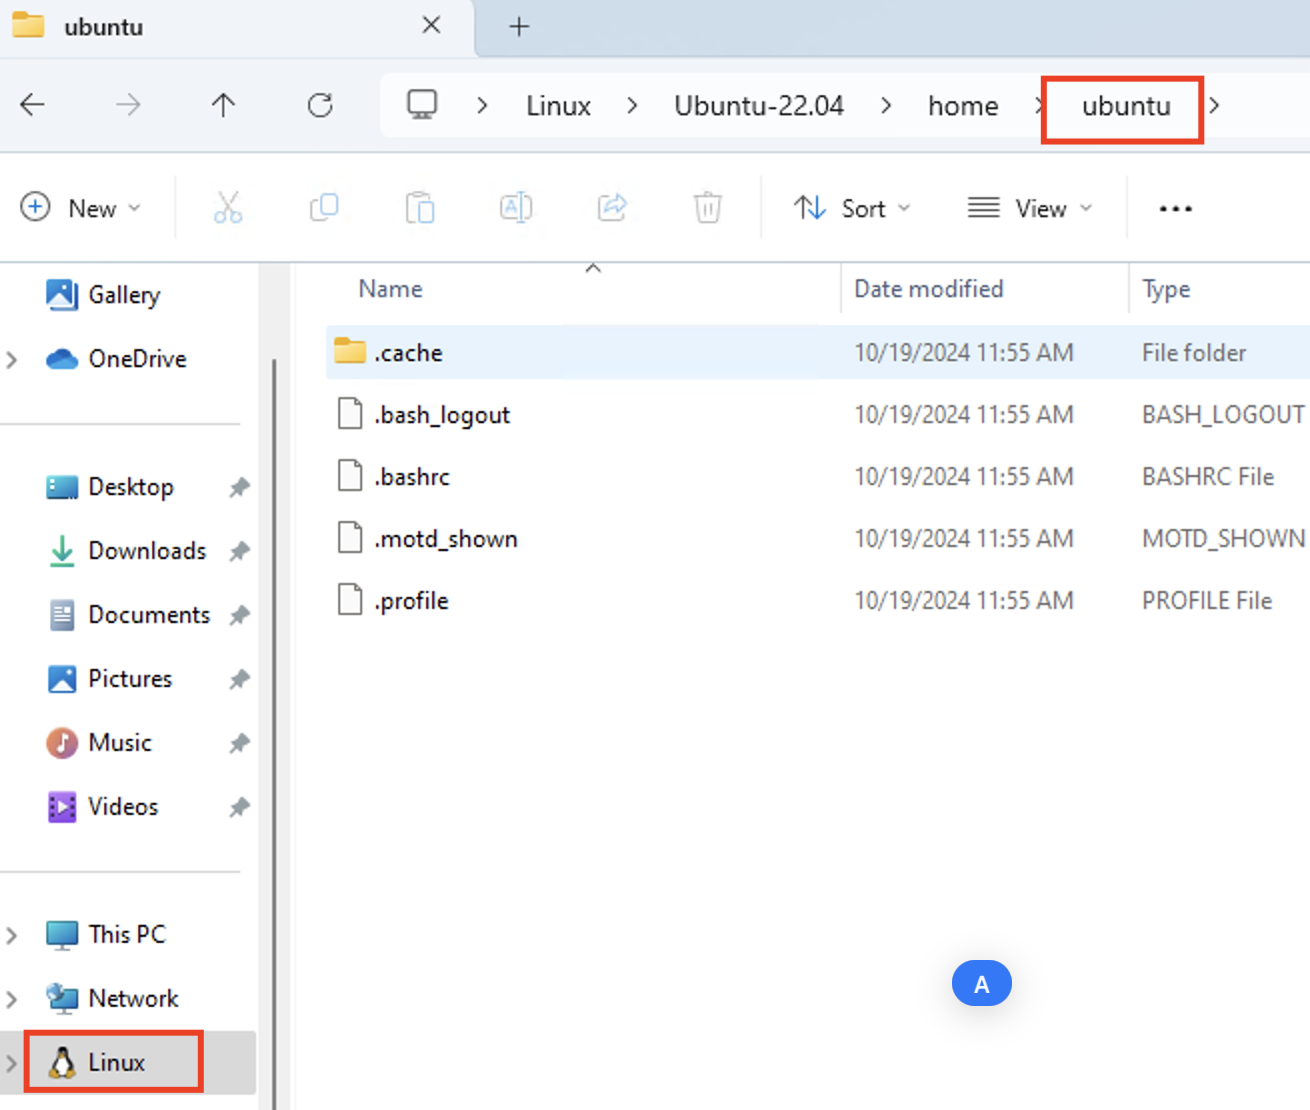 ubuntu
Linux Ubuntu-22.04 home ubuntu
New Sort View
Name Date modified Type
Gallery
OneDrive
Desktop
Downloads
Documents
Pictures
Music
Videos
This PC
Network
Linux
.cache 10/19/2024 11:55 AM File folder
.bash_logout 10/19/2024 11:55 AM BASH_LOGOUT
.bashrc 10/19/2024 11:55 AM BASHRC File
.motd_shown 10/19/2024 11:55 AM MOTD_SHOWN
.profile 10/19/2024 11:55 AM PROFILE File
A